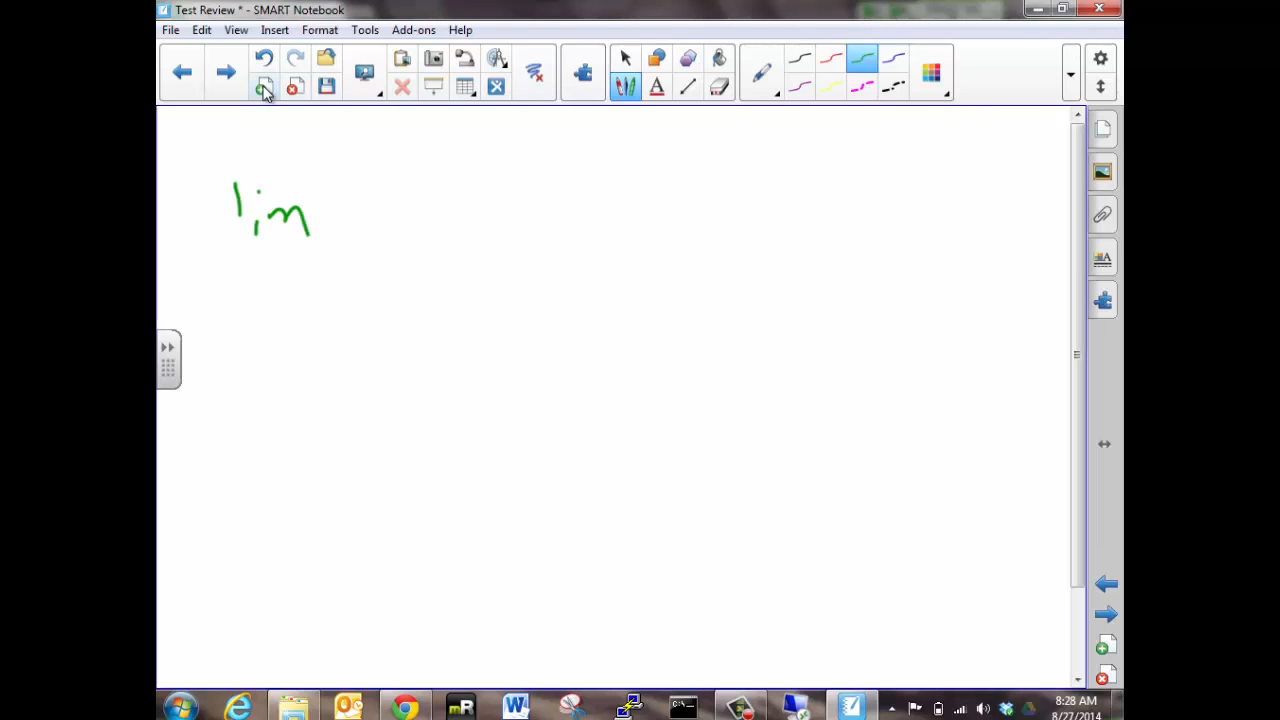 Test Review * - SMART Notebook
File Edit View Insert Format Tools Add-ons Help
lim
8:28 AM
8/27/2014